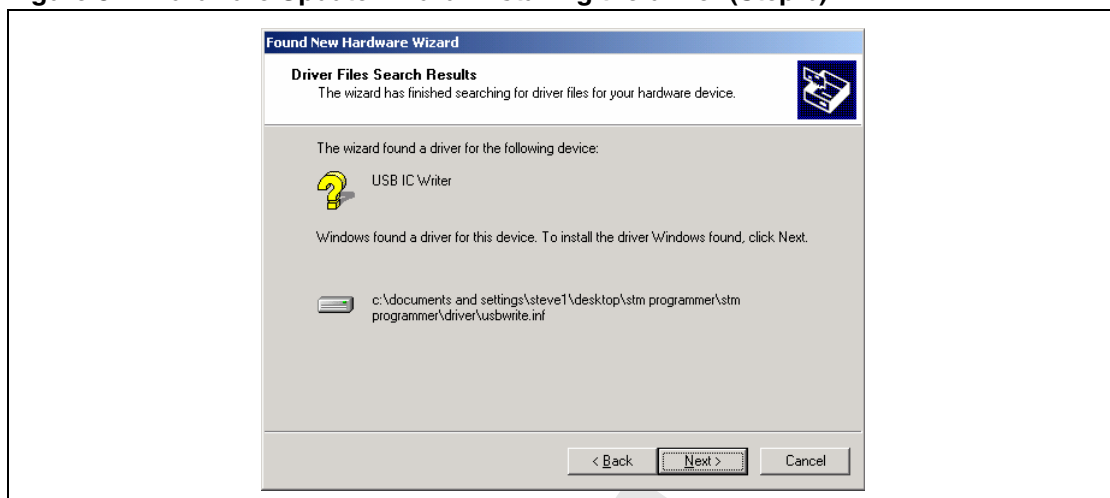 Found New Hardware Wizard
Driver Files Search Results
The wizard has finished searching for driver files for your hardware device.
The wizard found a driver for the following device:
USB IC Writer
Windows found a driver for this device. To install the driver Windows found, click Next.
c:\documents and settings\steve1\desktop\stm programmer\stm
programmer\driver\usbwrite.inf
< Back
Next >
Cancel